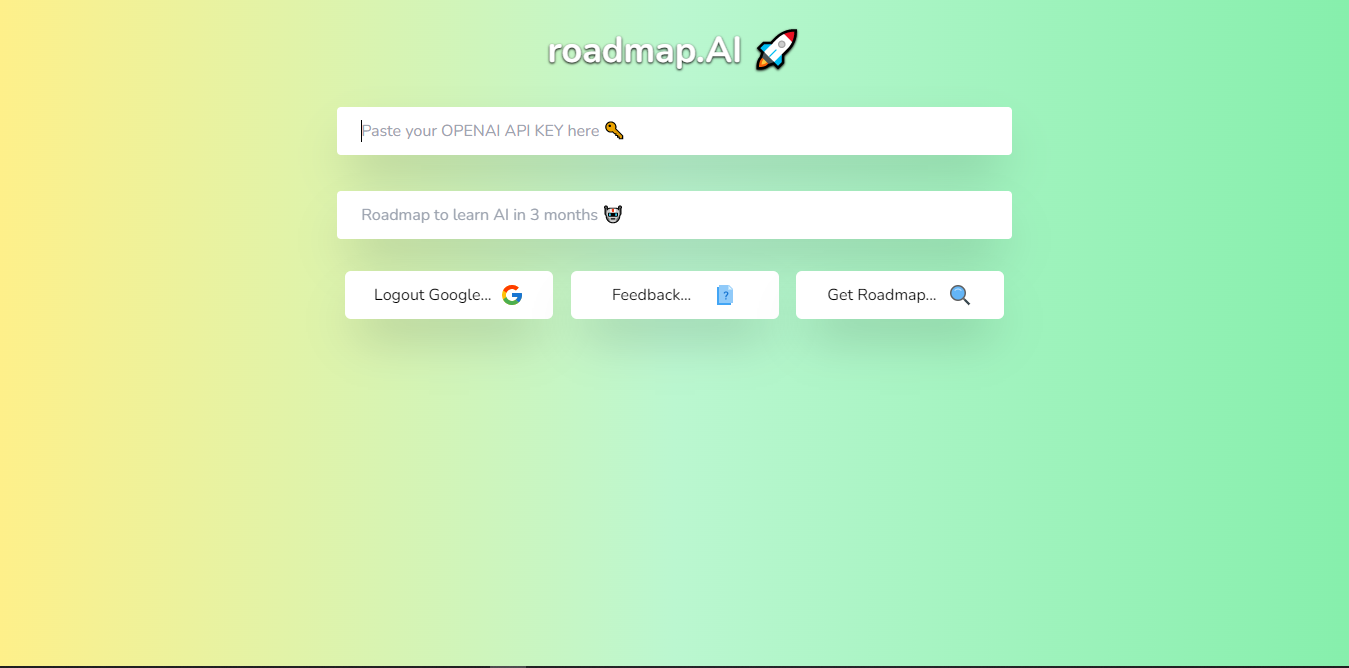 roadmap.AI 🚀
Paste your OPENAI API KEY here 🔑
Roadmap to learn AI in 3 months 🤖
Logout Google...
Feedback...
Get Roadmap...